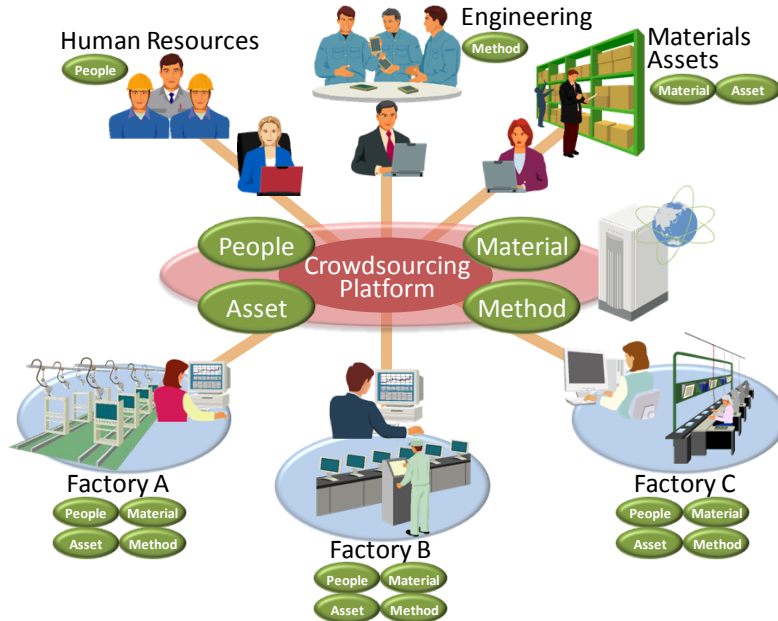 Human Resources
People
Engineering
Method
Materials
Assets
Material Asset
People
Material
Crowdsourcing
Platform
Asset
Method
Factory A
People Material
Asset Method
Factory B
People Material
Asset Method
Factory C
People Material
Asset Method